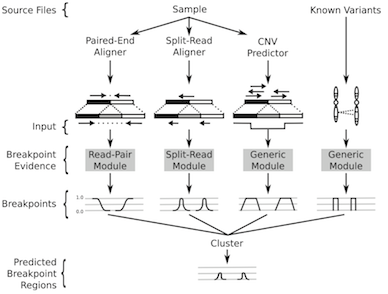 Source Files
Sample
Known Variants
Paired-End
Aligner
Split-Read
Aligner
CNV
Predictor
Input
Breakpoint
Evidence
Read-Pair
Module
Split-Read
Module
Generic
Module
Generic
Module
Breakpoints
1.0
0.0
Cluster
Predicted
Breakpoint
Regions